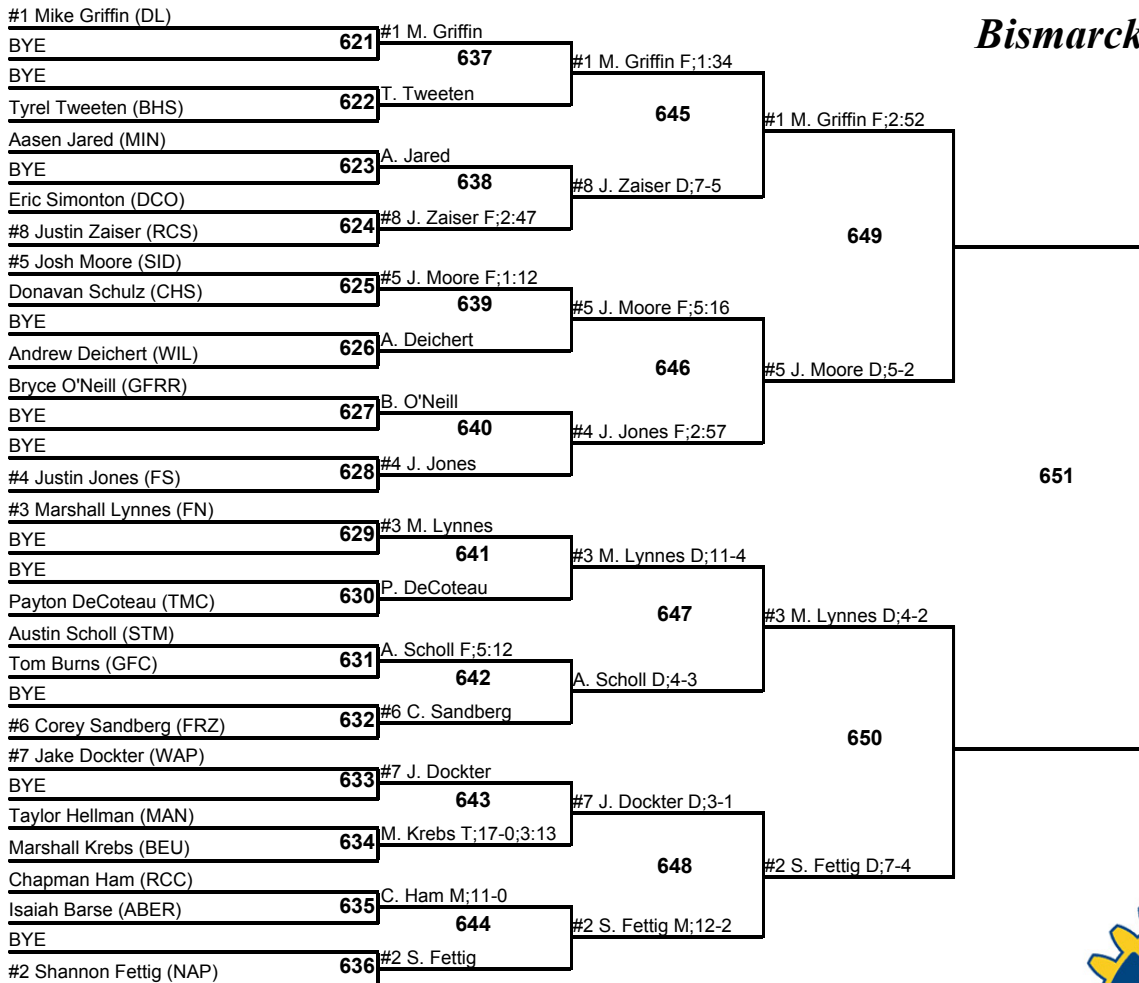 Bismarck
#1 Mike Griffin (DL)
BYE
621
BYE
Tyrel Tweeten (BHS)
622
Aasen Jared (MIN)
BYE
623
Eric Simonton (DCO)
#8 Justin Zaiser (RCS)
624
#5 Josh Moore (SID)
Donavan Schulz (CHS)
625
BYE
Andrew Deichert (WIL)
626
Bryce O'Neill (GFRR)
BYE
627
BYE
#4 Justin Jones (FS)
628
#3 Marshall Lynnes (FN)
BYE
629
BYE
Payton DeCoteau (TMC)
630
Austin Scholl (STM)
Tom Burns (GFC)
631
BYE
#6 Corey Sandberg (FRZ)
632
#7 Jake Dockter (WAP)
BYE
633
Taylor Hellman (MAN)
Marshall Krebs (BEU)
634
Chapman Ham (RCC)
Isaiah Barse (ABER)
635
BYE
#2 Shannon Fettig (NAP)
636
#1 M. Griffin
637
T. Tweeten
A. Jared
638
#8 J. Zaiser F;2:47
#5 J. Moore F;1:12
639
A. Deichert
B. O'Neill
640
#4 J. Jones
#3 M. Lynnes
641
P. DeCoteau
A. Scholl F;5:12
642
#6 C. Sandberg
#7 J. Dockter
643
M. Krebs T;17-0;3:13
C. Ham M;11-0
644
#2 S. Fettig
#1 M. Griffin F;1:34
645
#8 J. Zaiser D;7-5
#5 J. Moore F;5:16
646
#4 J. Jones F;2:57
#3 M. Lynnes D;11-4
647
A. Scholl D;4-3
#7 J. Dockter D;3-1
648
#2 S. Fettig M;12-2
#1 M. Griffin F;2:52
649
#5 J. Moore D;5-2
#3 M. Lynnes D;4-2
650
#2 S. Fettig D;7-4
651